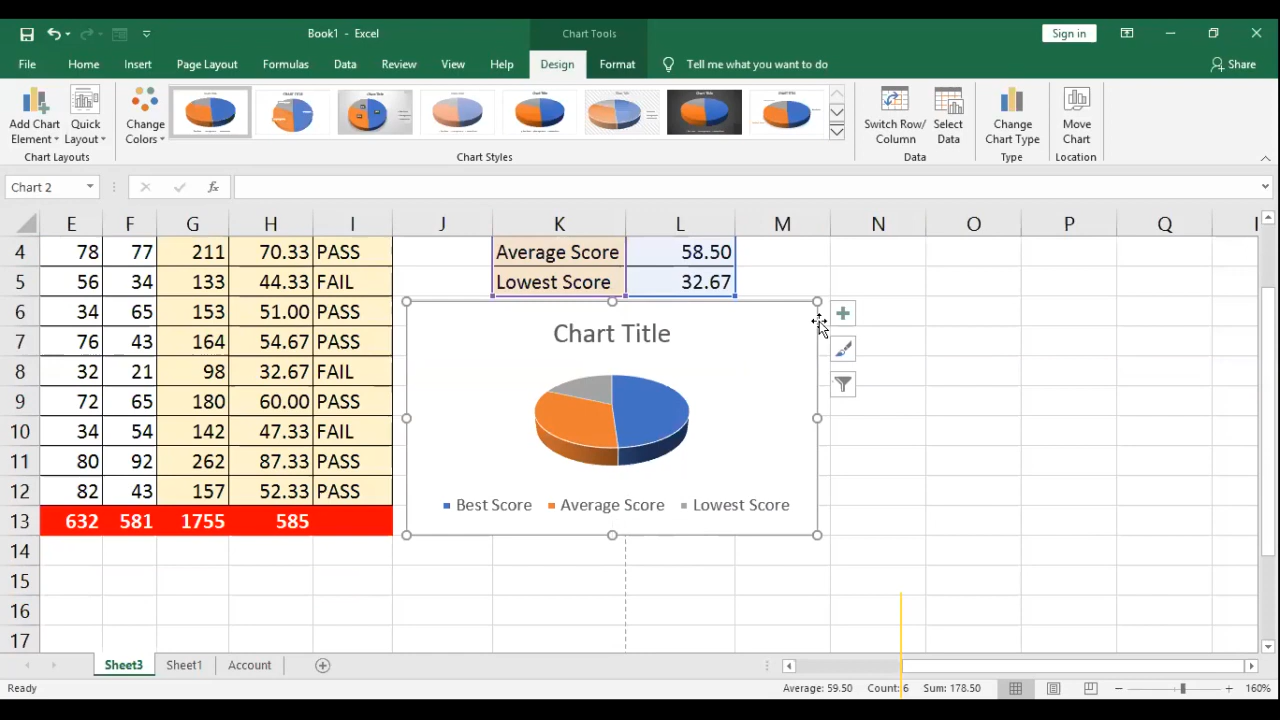 Book1 - Excel
Chart Tools
Sign in
File Home Insert Page Layout Formulas Data Review View Help Design Format Tell me what you want to do Share
Add Chart Element
Quick Layout
Change Colors
Switch Row/ Column
Select Data
Change Chart Type
Move Chart
Chart Layouts
Chart Styles
Data
Type
Location
Chart 2
fx
E F G H I J K L M N O P Q
4 78 77 211 70.33 PASS Average Score 58.50
5 56 34 133 44.33 FAIL Lowest Score 32.67
6 34 65 153 51.00 PASS
7 76 43 164 54.67 PASS
8 32 21 98 32.67 FAIL
9 72 65 180 60.00 PASS
10 34 54 142 47.33 FAIL
11 80 92 262 87.33 PASS
12 82 43 157 52.33 PASS
13 632 581 1755 585
14
15
16
17
Chart Title
Best Score Average Score Lowest Score
Sheet3 Sheet1 Account
Ready
Average: 59.50 Count: 6 Sum: 178.50
160%